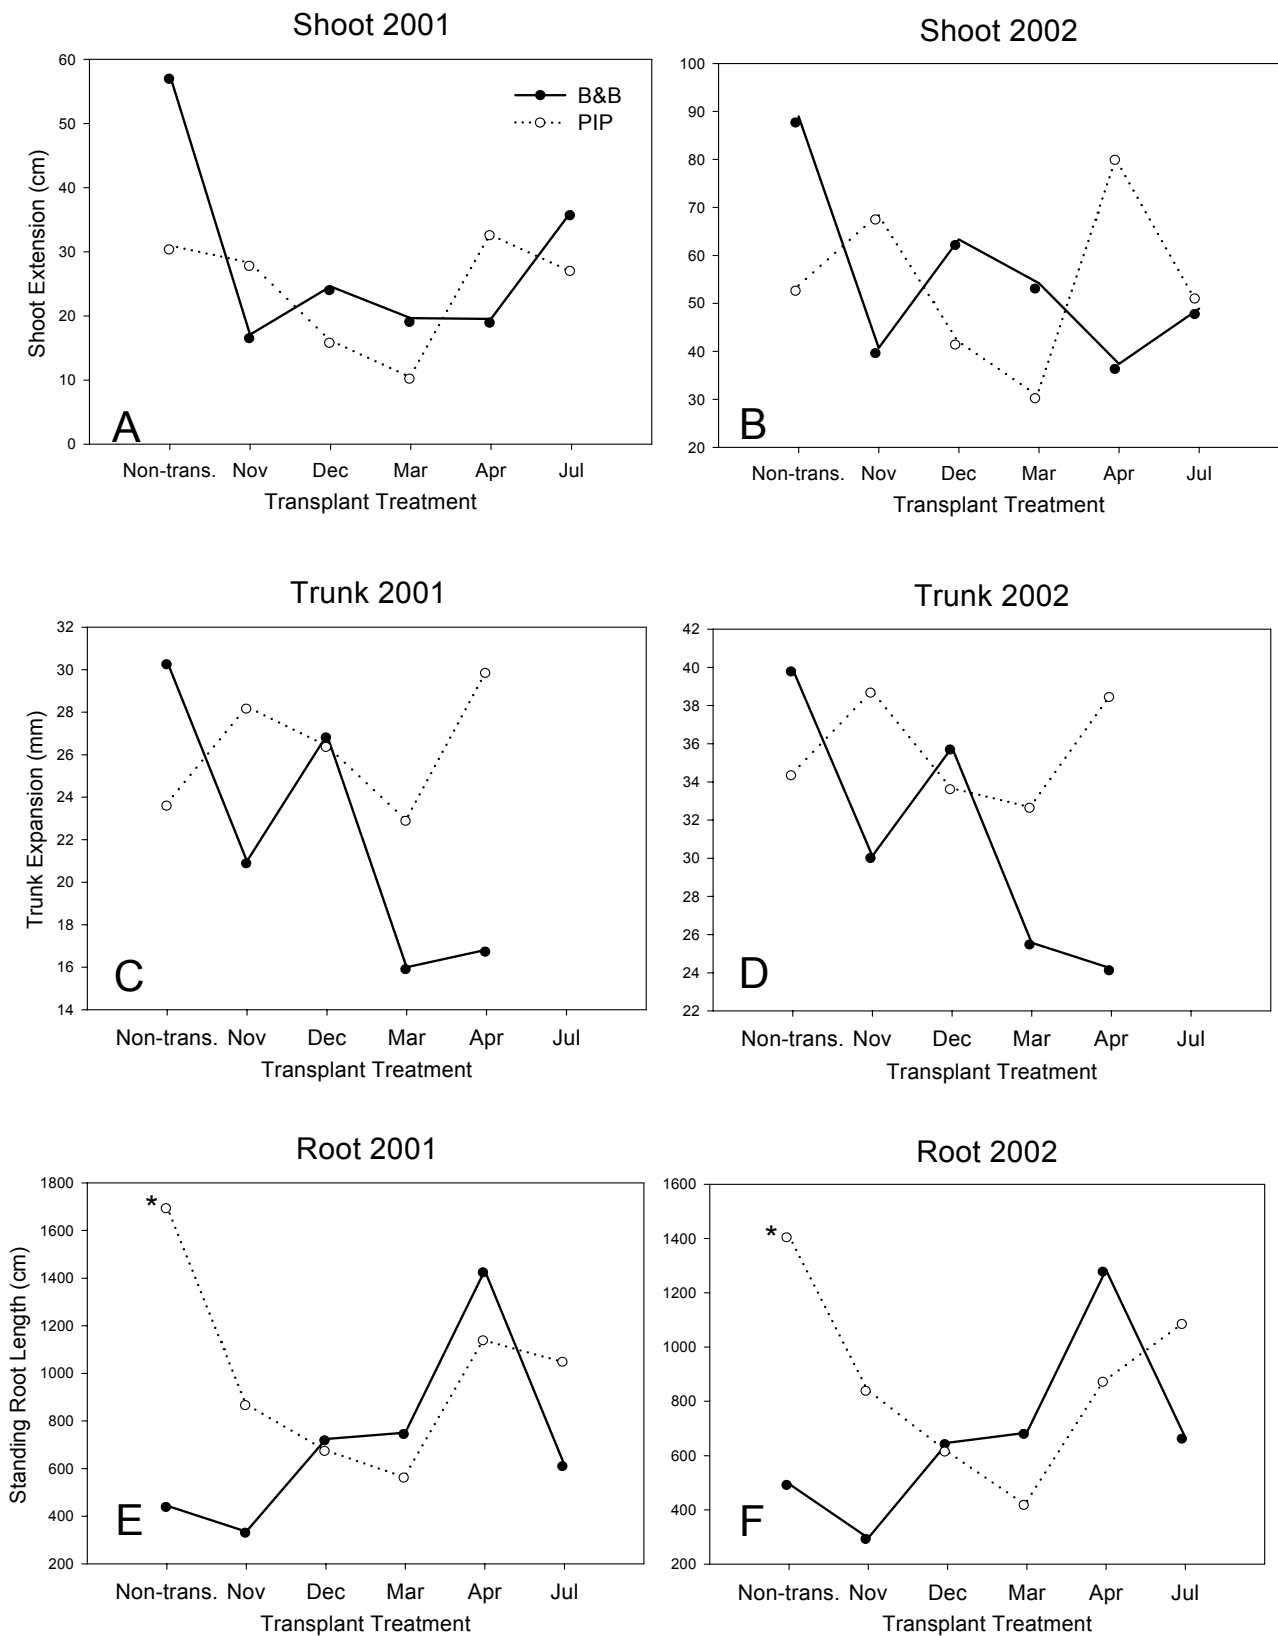 Shoot 2001
60
50
40
30
20
10
0
Shoot Extension (cm)
B&B
PIP
A
Non-trans. Nov Dec Mar Apr Jul
Transplant Treatment
Shoot 2002
100
90
80
70
60
50
40
30
20
B
Non-trans. Nov Dec Mar Apr Jul
Transplant Treatment
Trunk 2001
32
30
28
26
24
22
20
18
16
14
Trunk Expansion (mm)
C
Non-trans. Nov Dec Mar Apr Jul
Transplant Treatment
Trunk 2002
42
40
38
36
34
32
30
28
26
24
22
D
Non-trans. Nov Dec Mar Apr Jul
Transplant Treatment
Root 2001
1800
1600
1400
1200
1000
800
600
400
200
Standing Root Length (cm)
*
E
Non-trans. Nov Dec Mar Apr Jul
Transplant Treatment
Root 2002
1600
1400
1200
1000
800
600
400
200
*
F
Non-trans. Nov Dec Mar Apr Jul
Transplant Treatment